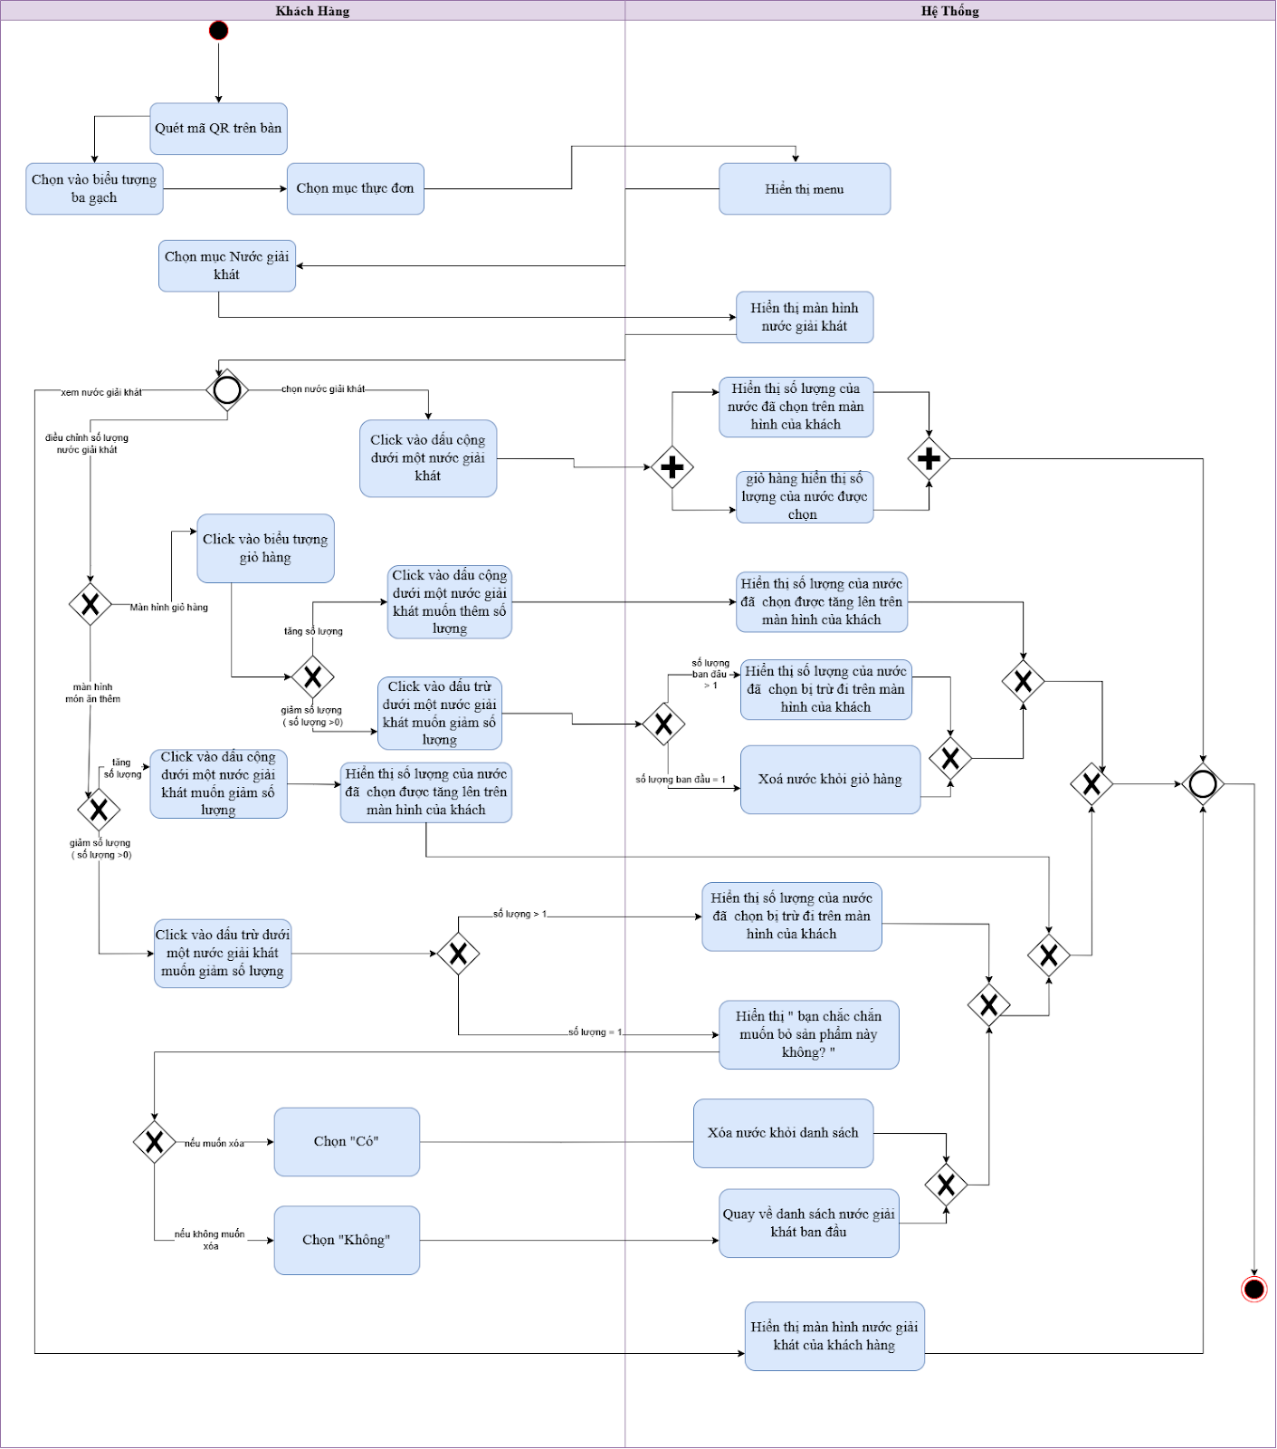 Khách Hàng
Hệ Thống
Quét mã QR trên bàn
Chọn vào biểu tượng
ba gạch
Chọn mục thực đơn
Hiển thị menu
Chọn mục Nước giải
khát
Hiển thị màn hình
nước giải khát
xem nước giải khát
chọn nước giải khát
điều chỉnh số lượng
nước giải khát
Click vào dấu cộng
dưới một nước giải
khát
Hiển thị số lượng của
nước đã chọn trên màn
hình của khách
giỏ hàng hiển thị số
lượng của nước được
chọn
Click vào biểu tượng
giỏ hàng
Màn hình giỏ hàng
Click vào dấu cộng
dưới một nước giải
khát muốn thêm số
lượng
Hiển thị số lượng của nước
đã  chọn được tăng lên trên
màn hình của khách
tăng số lượng
giảm số lượng
( số lượng >0)
Click vào dấu trừ
dưới một nước giải
khát muốn giảm số
lượng
số lượng
ban đầu
> 1
Hiển thị số lượng của nước
đã  chọn bị trừ đi trên màn
hình của khách
số lượng ban đầu = 1
Xoá nước khỏi giỏ hàng
màn hình
món ăn thêm
tăng
số lượng
Click vào dấu cộng
dưới một nước giải
khát muốn giảm số
lượng
Hiển thị số lượng của nước
đã  chọn được tăng lên trên
màn hình của khách
giảm số lượng
( số lượng >0)
Click vào dấu trừ dưới
một nước giải khát
muốn giảm số lượng
số lượng > 1
Hiển thị số lượng của nước
đã  chọn bị trừ đi trên màn
hình của khách
số lượng = 1
Hiển thị " bạn chắc chắn
muốn bỏ sản phẩm này
không? "
nếu muốn xóa
Chọn "Có"
Xóa nước khỏi danh sách
nếu không muốn
xóa
Chọn "Không"
Quay về danh sách nước giải
khát ban đầu
Hiển thị màn hình nước giải
khát của khách hàng